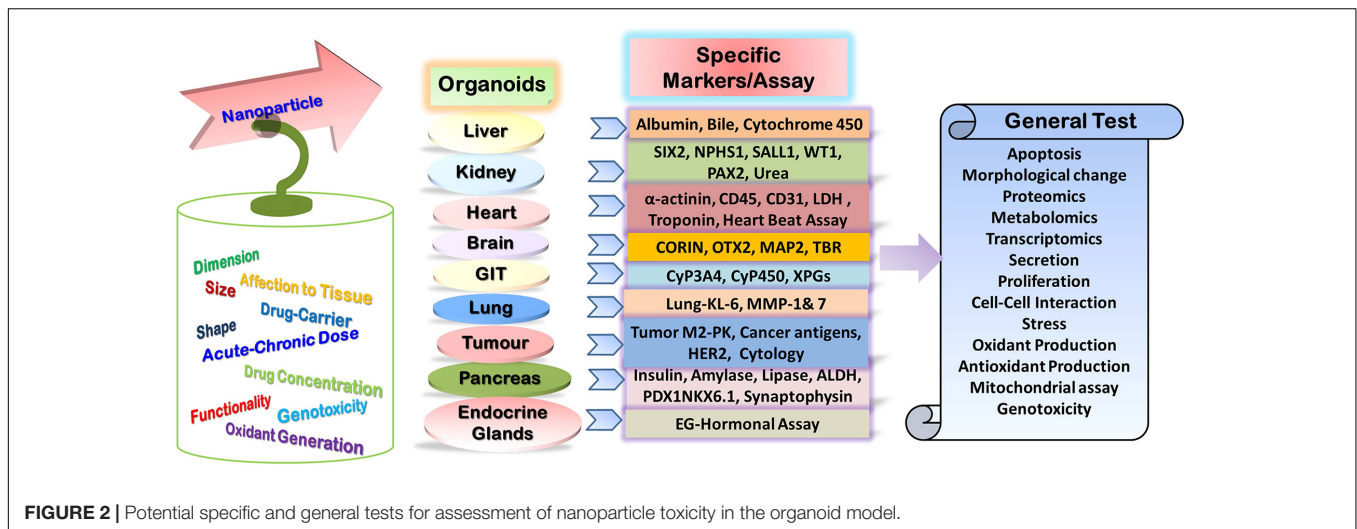 Nanoparticle
Dimension
Size
Affection to Tissue
Drug-Carrier
Shape
Acute-Chronic Dose
Drug Concentration
Functionality
Genotoxicity
Oxidant Generation
Organoids
Liver
Kidney
Heart
Brain
GIT
Lung
Tumour
Pancreas
Endocrine
Glands
Specific
Markers/Assay
Albumin, Bile, Cytochrome 450
SIX2, NPHS1, SALL1, WT1,
PAX2, Urea
α-actinin, CD45, CD31, LDH ,
Troponin, Heart Beat Assay
CORIN, OTX2, MAP2, TBR
CyP3A4, CyP450, XPGs
Lung-KL-6, MMP-1& 7
Tumor M2-PK, Cancer antigens,
HER2, Cytology
Insulin, Amylase, Lipase, ALDH,
PDX1NKX6.1, Synaptophysin
EG-Hormonal Assay
General Test
Apoptosis
Morphological change
Proteomics
Metabolomics
Transcriptomics
Secretion
Proliferation
Cell-Cell Interaction
Stress
Oxidant Production
Antioxidant Production
Mitochondrial assay
Genotoxicity
FIGURE 2 | Potential specific and general tests for assessment of nanoparticle toxicity in the organoid model.